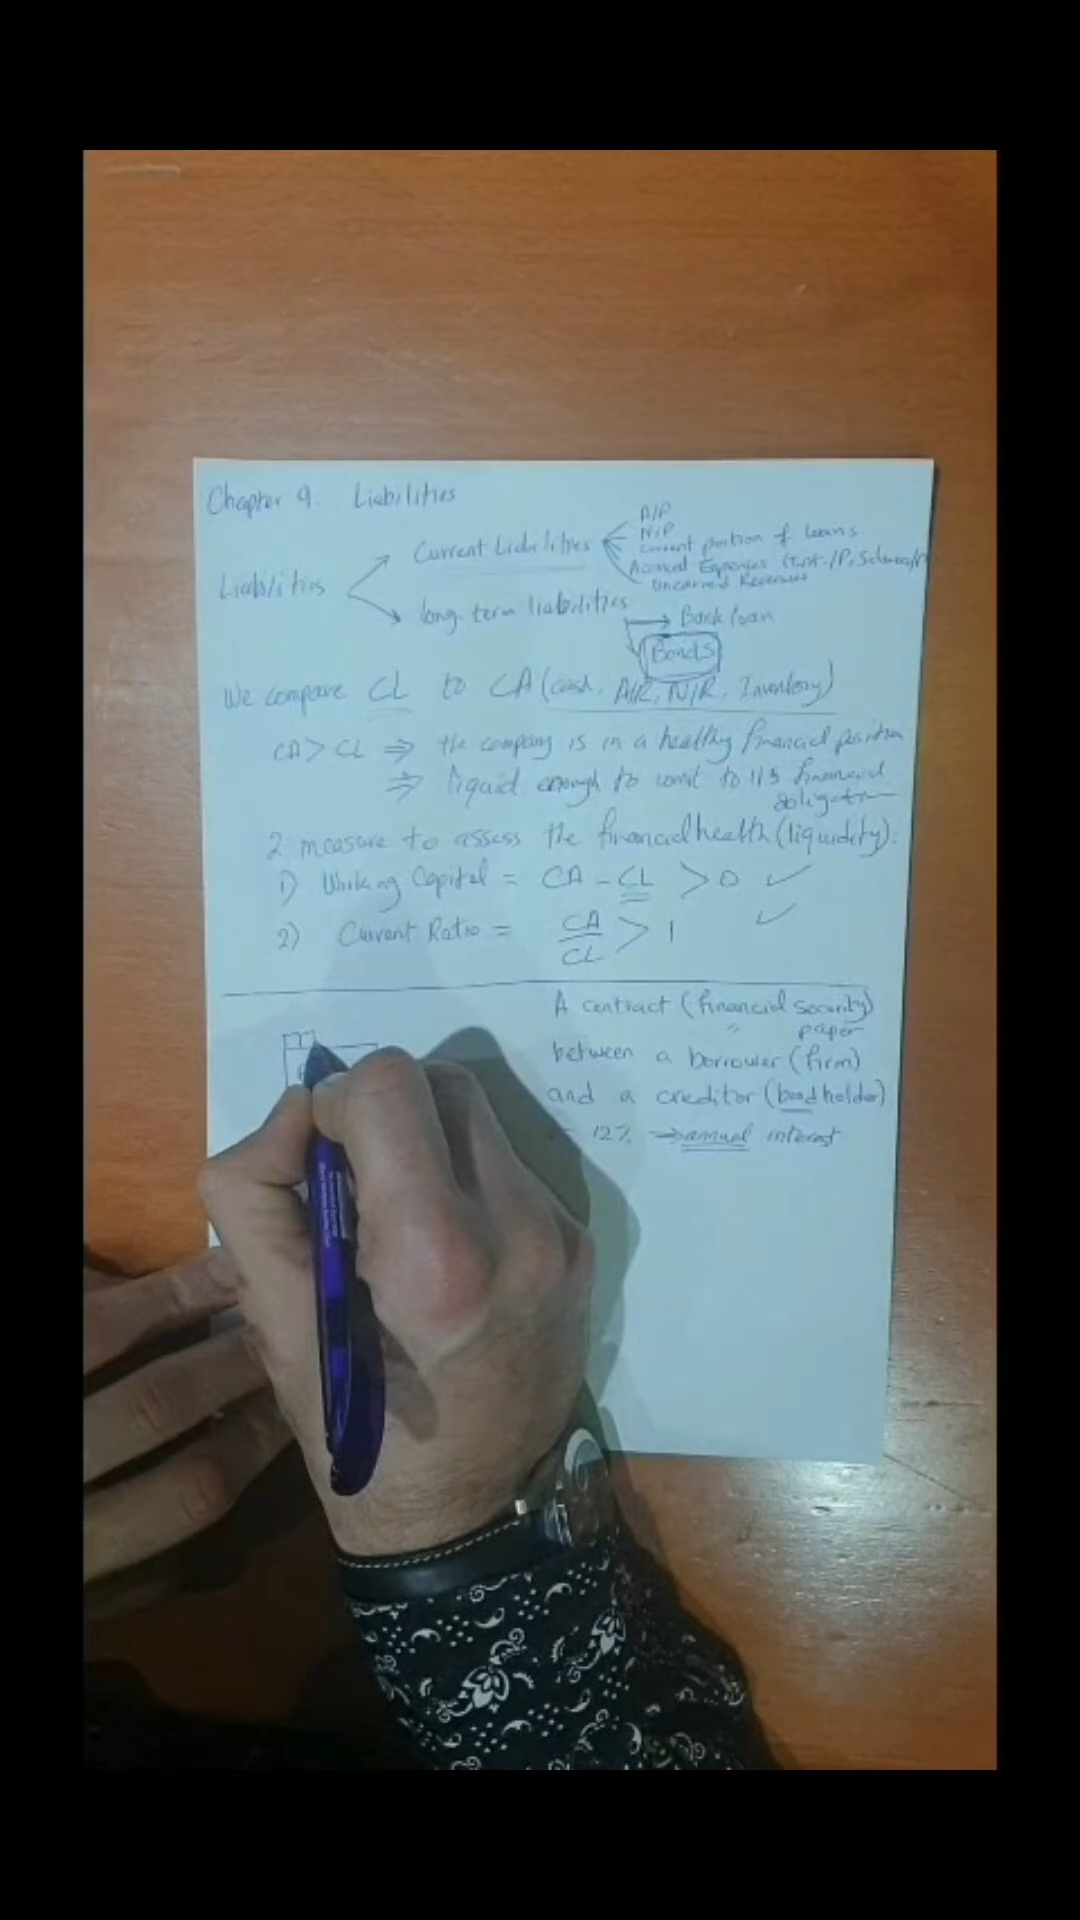 Chapter 9. Liabilities
Liabilities
Current Liabilities
A/P
N/P
Current portion of loans
Accrued Expenses (Int./P, Salaries/P
Unearned Revenues
long-term liabilities
Bank loan
Bonds
We compare CL to CA (cash, A/R, N/R, Inventory)
CA > CL ⇒ the company is in a healthy financial position
⇒ liquid enough to comit to its financial
obligation
2 measure to assess the financial health (liquidity).
1) Working Capital = CA - CL > 0 ✓
2) Current Ratio = CA/CL > 1 ✓
A contract (financial security)
" paper
between a borrower (firm)
and a creditor (bondholder)
12% ⇒ annual interest